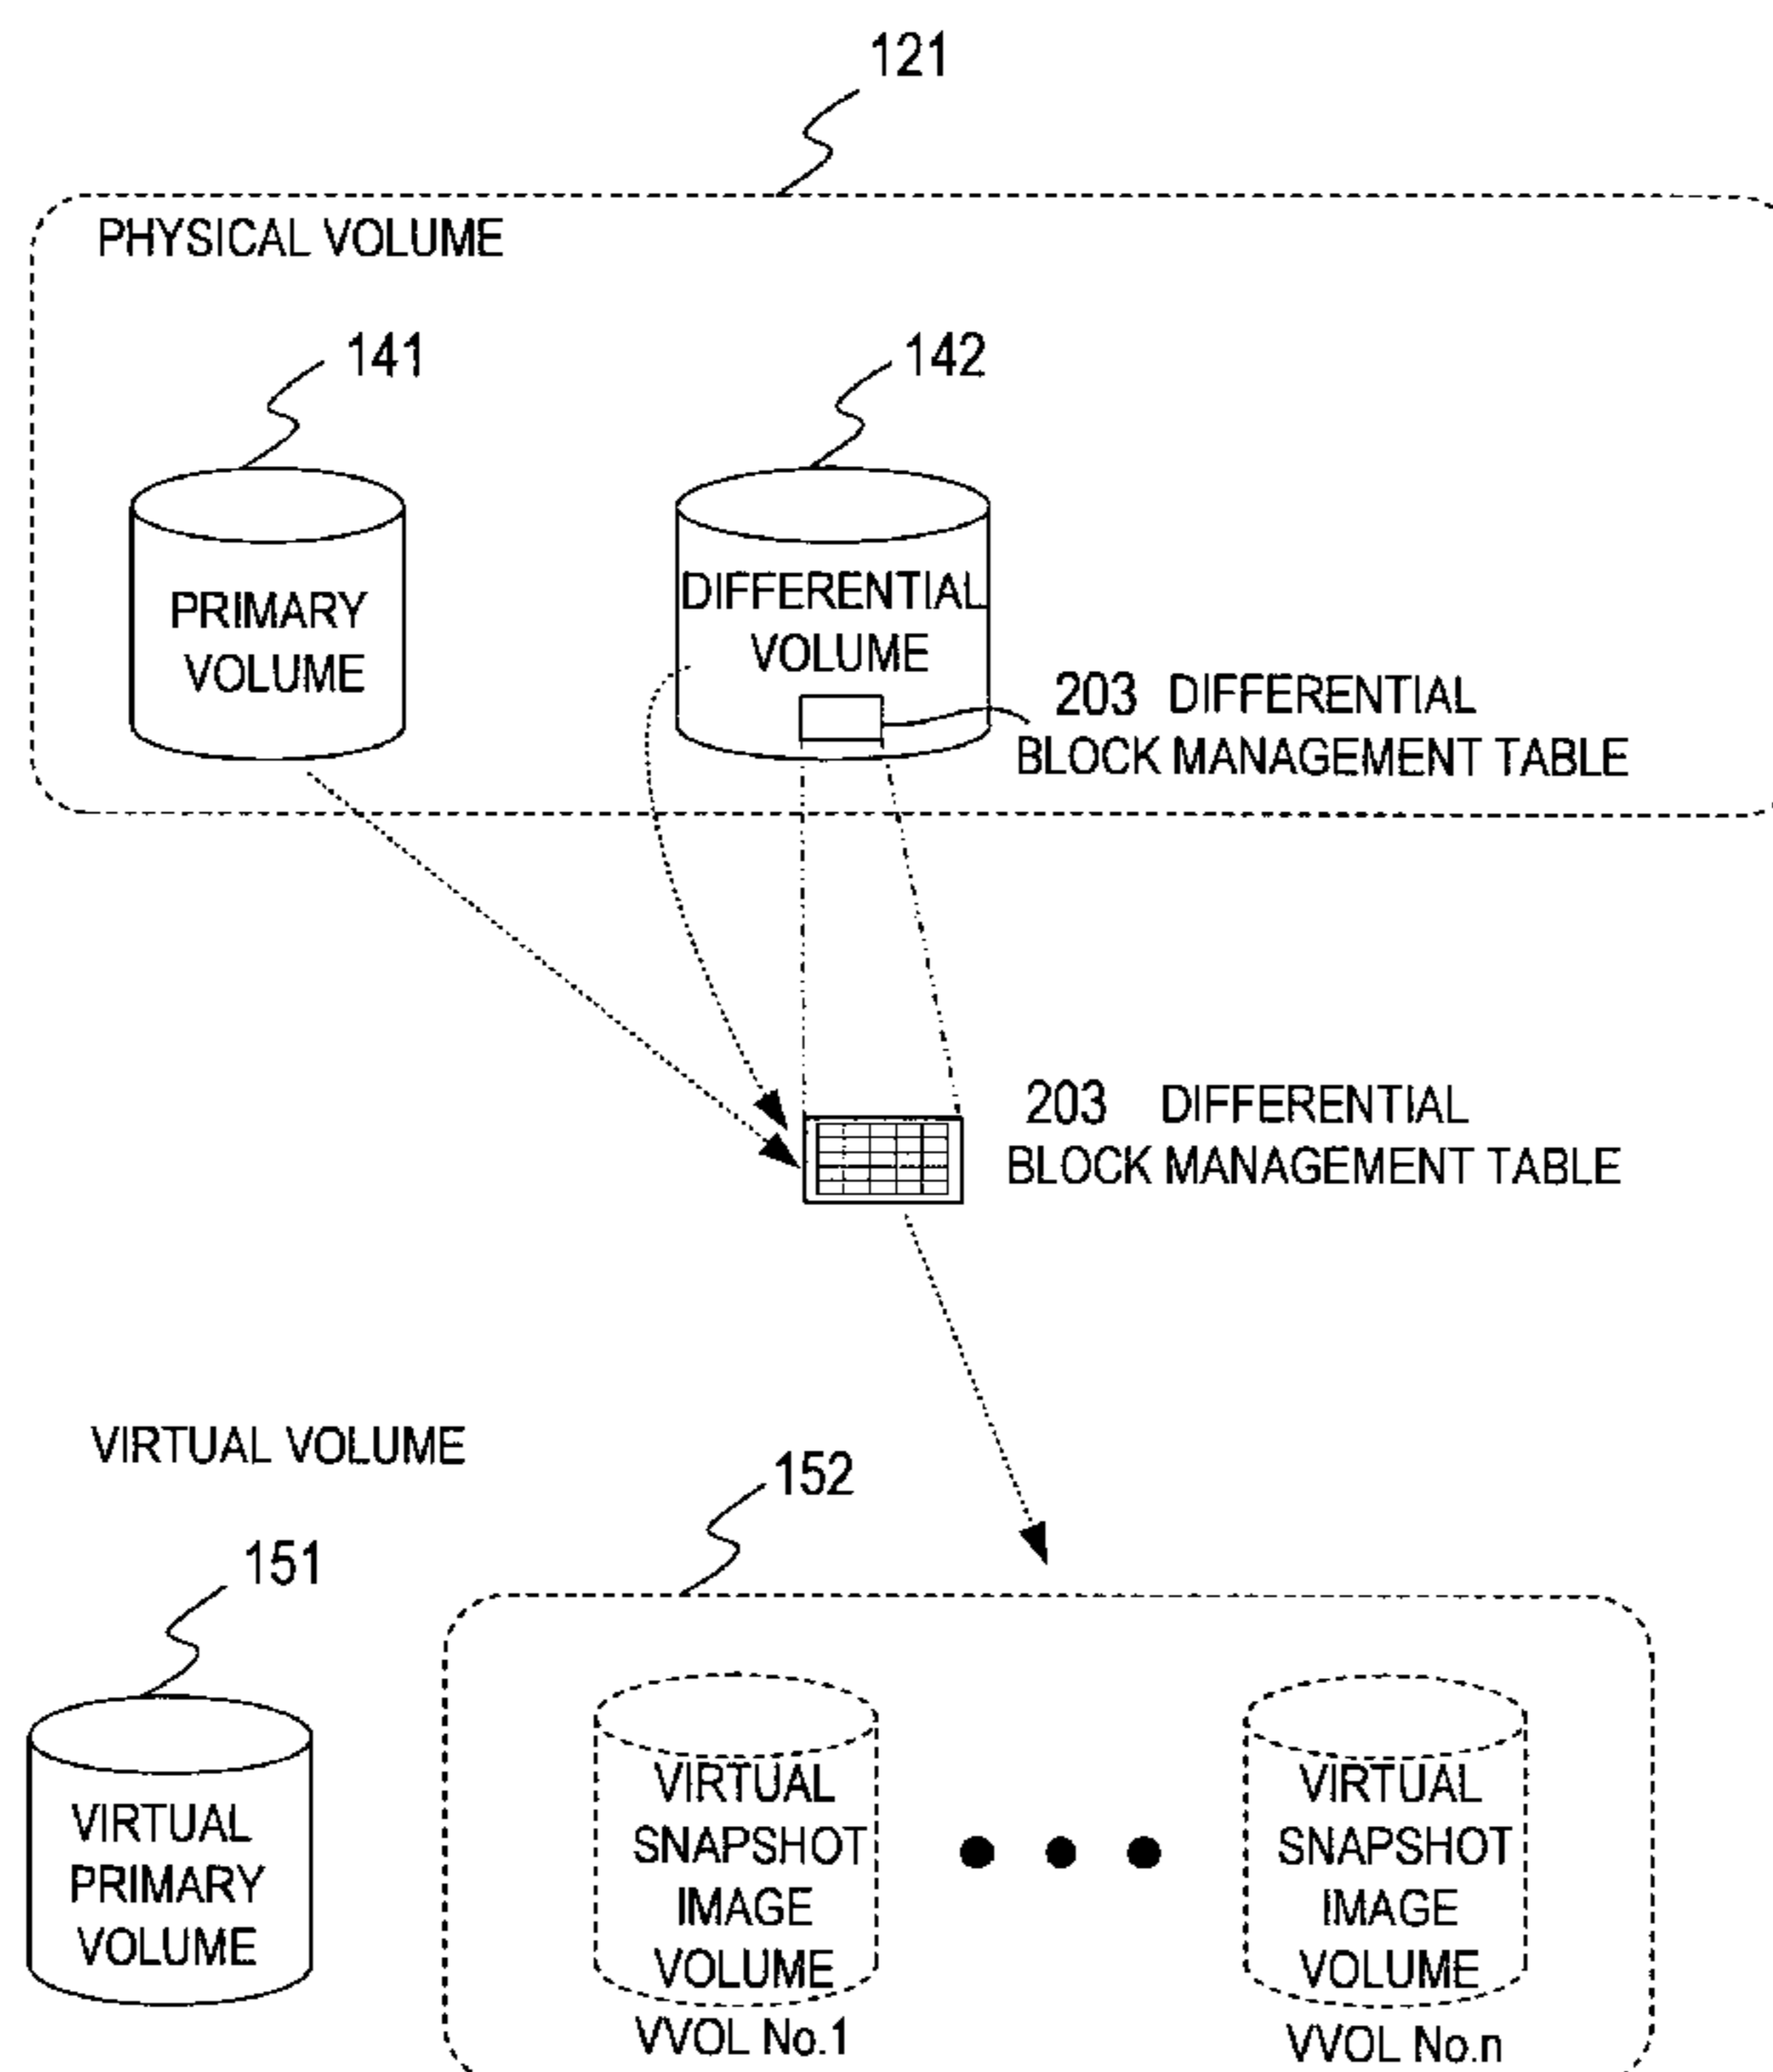 121
PHYSICAL VOLUME
141
142
PRIMARY
VOLUME
DIFFERENTIAL
VOLUME
203 DIFFERENTIAL
BLOCK MANAGEMENT TABLE
203 DIFFERENTIAL
BLOCK MANAGEMENT TABLE
VIRTUAL VOLUME
152
151
VIRTUAL
PRIMARY
VOLUME
VIRTUAL
SNAPSHOT
IMAGE
VOLUME
VVOL No.1
VIRTUAL
SNAPSHOT
IMAGE
VOLUME
VVOL No.n